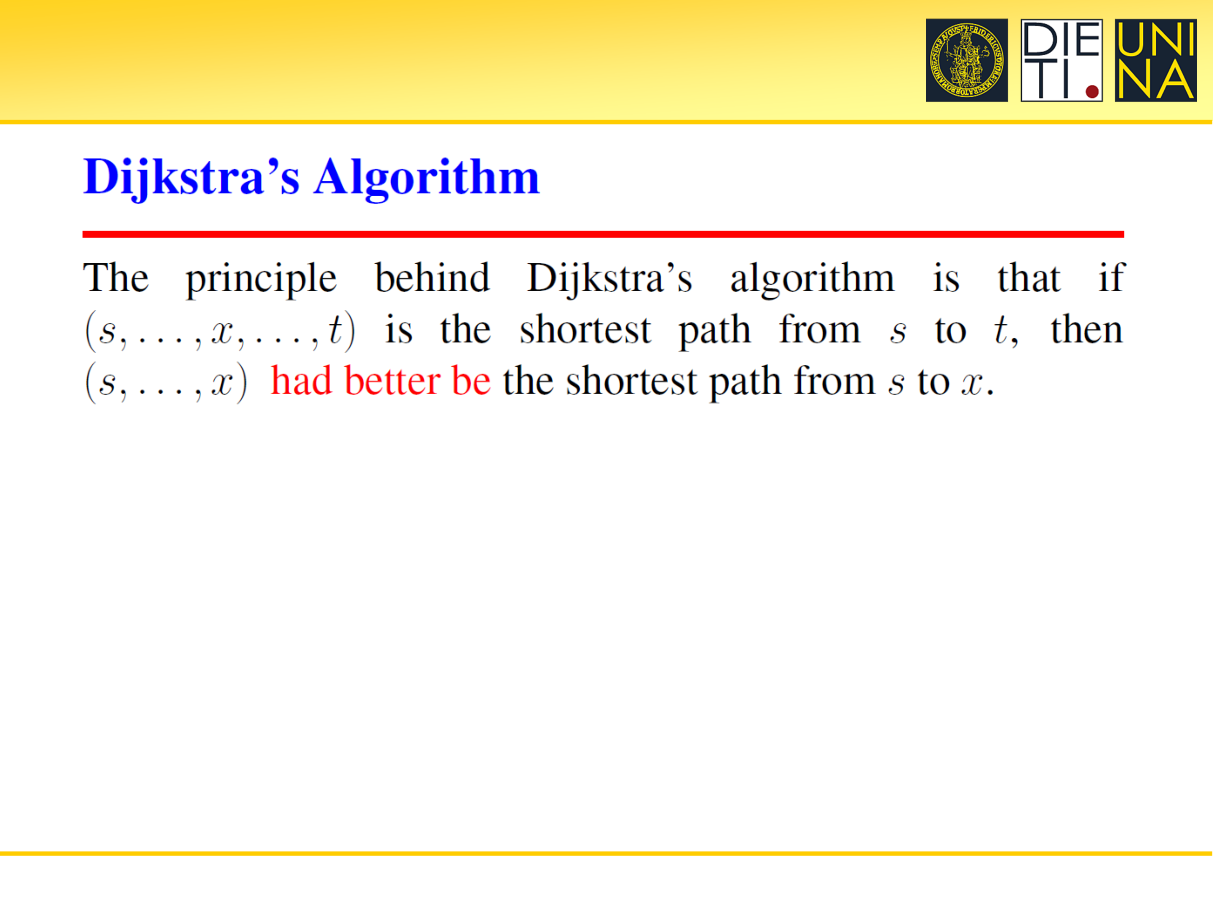 DIE
TI.
UNI
NA
Dijkstra’s Algorithm
The principle behind Dijkstra’s algorithm is that if
(s, . . . , x, . . . , t) is the shortest path from s to t, then
(s, . . . , x) had better be the shortest path from s to x.